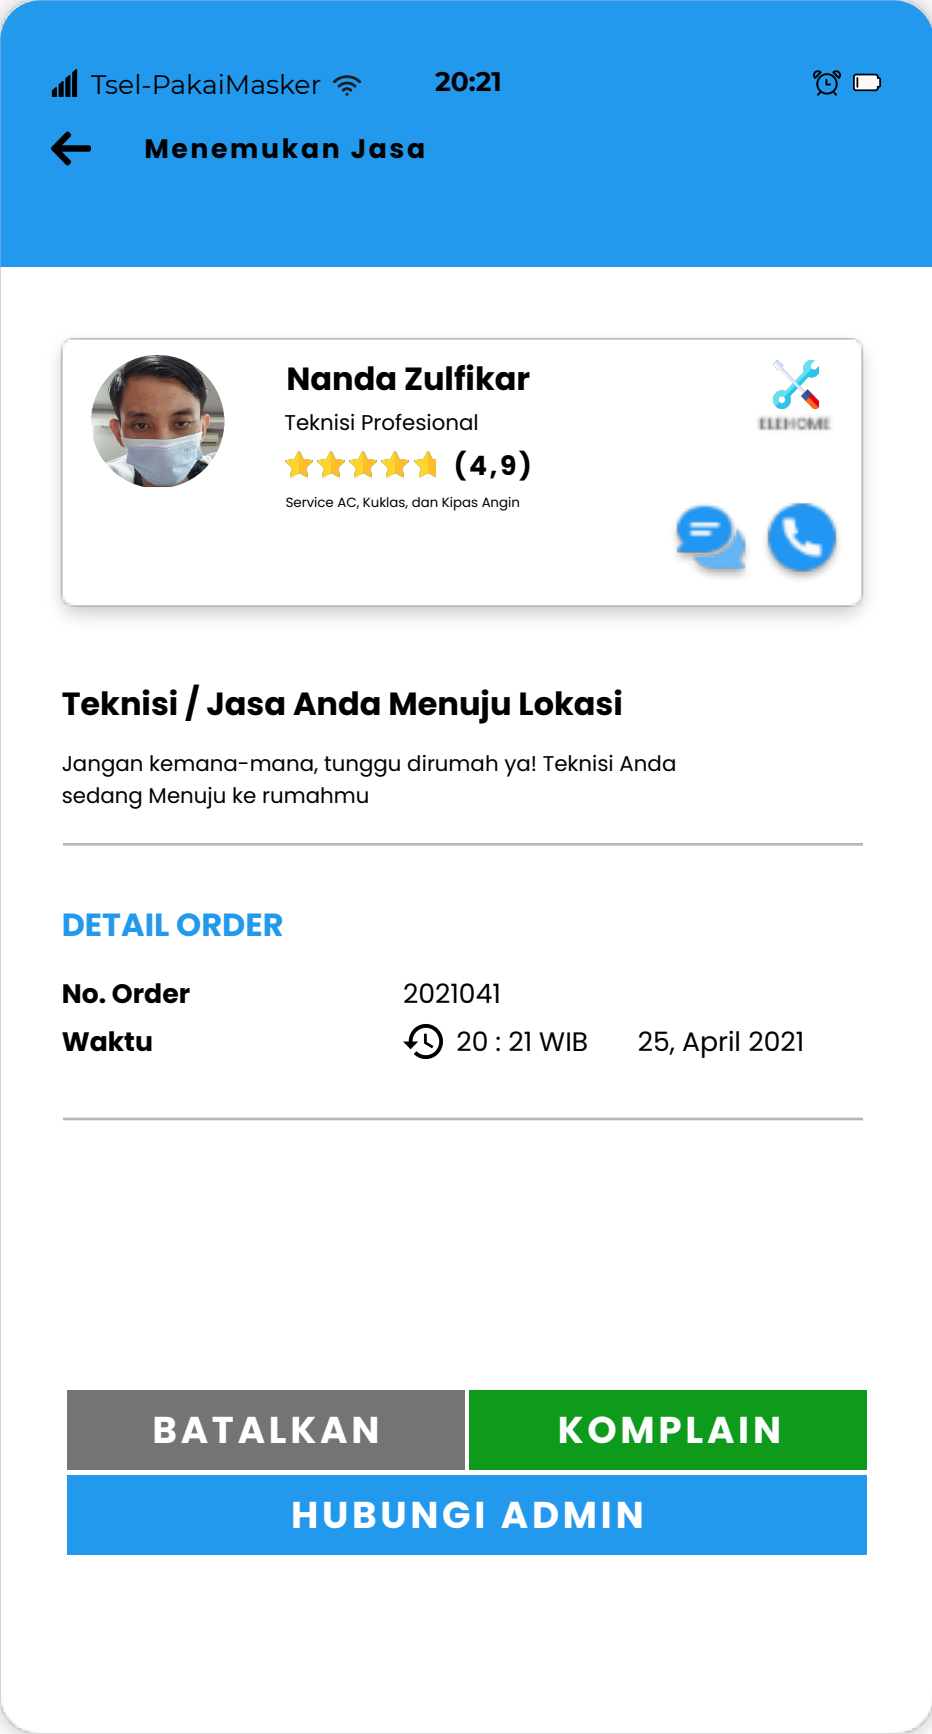 Tsel-PakaiMasker 20:21
Menemukan Jasa
Nanda Zulfikar
Teknisi Profesional
(4,9)
Service AC, Kuklas, dan Kipas Angin
ELEHOME
Teknisi / Jasa Anda Menuju Lokasi
Jangan kemana-mana, tunggu dirumah ya! Teknisi Anda
sedang Menuju ke rumahmu
DETAIL ORDER
No. Order 2021041
Waktu 20 : 21 WIB 25, April 2021
BATALKAN KOMPLAIN
HUBUNGI ADMIN